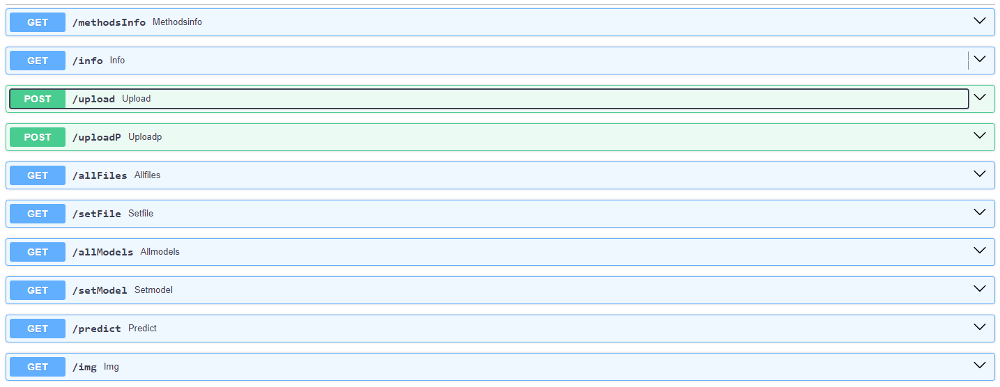 GET /methodsInfo Methodsinfo
GET /info Info
POST /upload Upload
POST /uploadP Uploadp
GET /allFiles Allfiles
GET /setFile Setfile
GET /allModels Allmodels
GET /setModel Setmodel
GET /predict Predict
GET /img Img